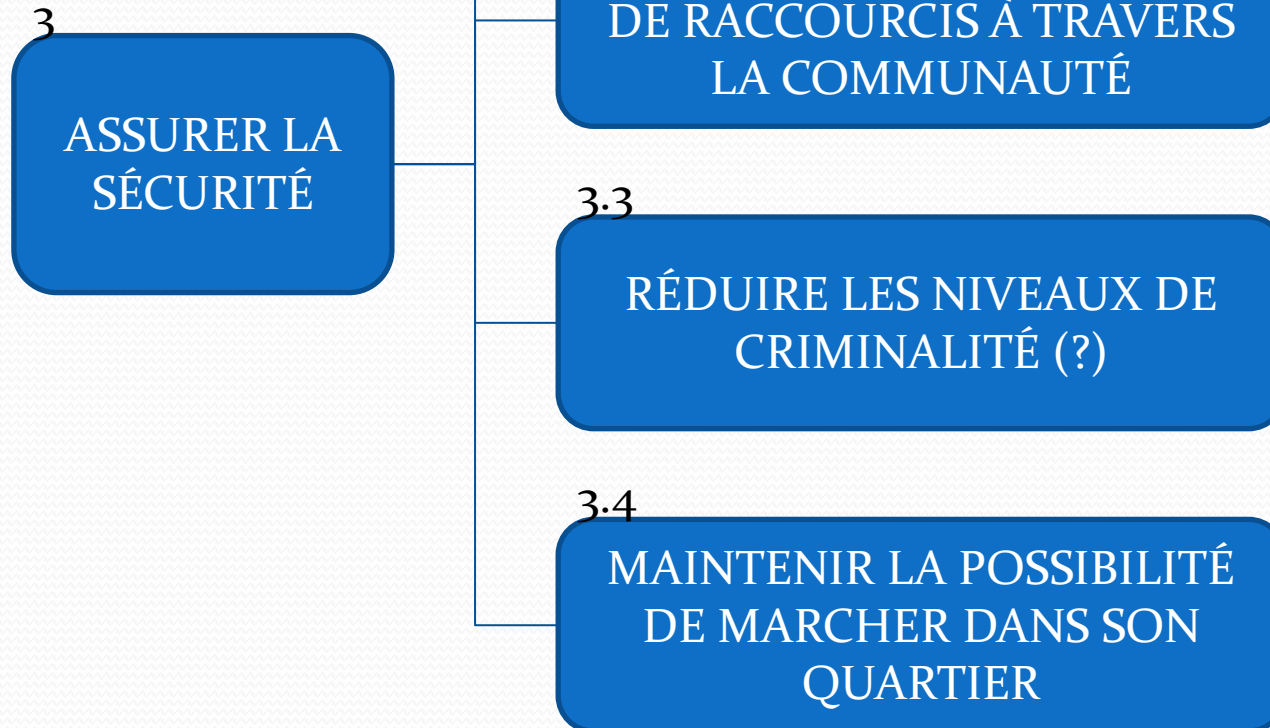 3
ASSURER LA
SÉCURITÉ
DE RACCOURCIS À TRAVERS
LA COMMUNAUTÉ
3.3
RÉDUIRE LES NIVEAUX DE
CRIMINALITÉ (?)
3.4
MAINTENIR LA POSSIBILITÉ
DE MARCHER DANS SON
QUARTIER